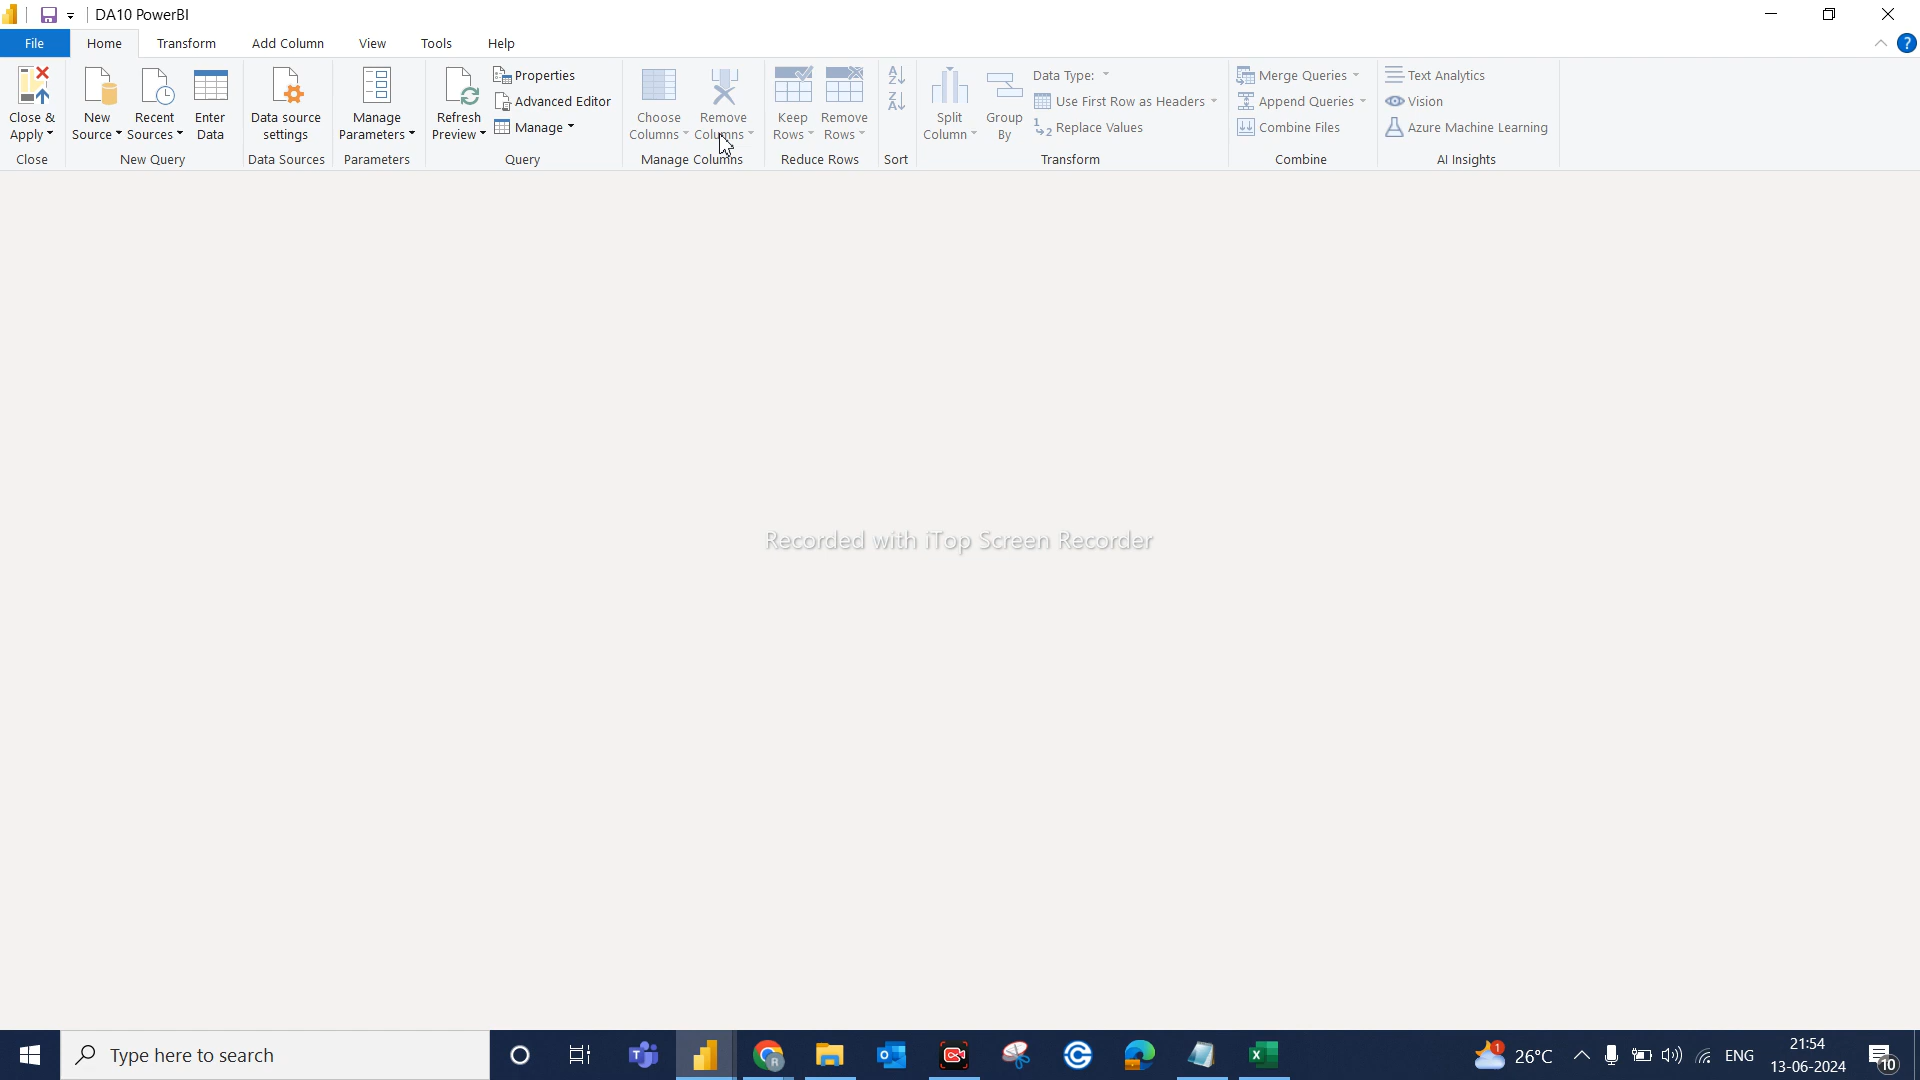 DA10 PowerBI
File Home Transform Add Column View Tools Help
Close & Apply
New Source
Recent Sources
Enter Data
Data source settings
Manage Parameters
Refresh Preview
Properties
Advanced Editor
Manage
Choose Columns
Remove Columns
Keep Rows
Remove Rows
Split Column
Group By
Data Type:
Use First Row as Headers
Replace Values
Merge Queries
Append Queries
Combine Files
Text Analytics
Vision
Azure Machine Learning
Close New Query Data Sources Parameters Query Manage Columns Reduce Rows Sort Transform Combine AI Insights
Recorded with iTop Screen Recorder
Type here to search
1
26°C
ENG
21:54
13-06-2024
10